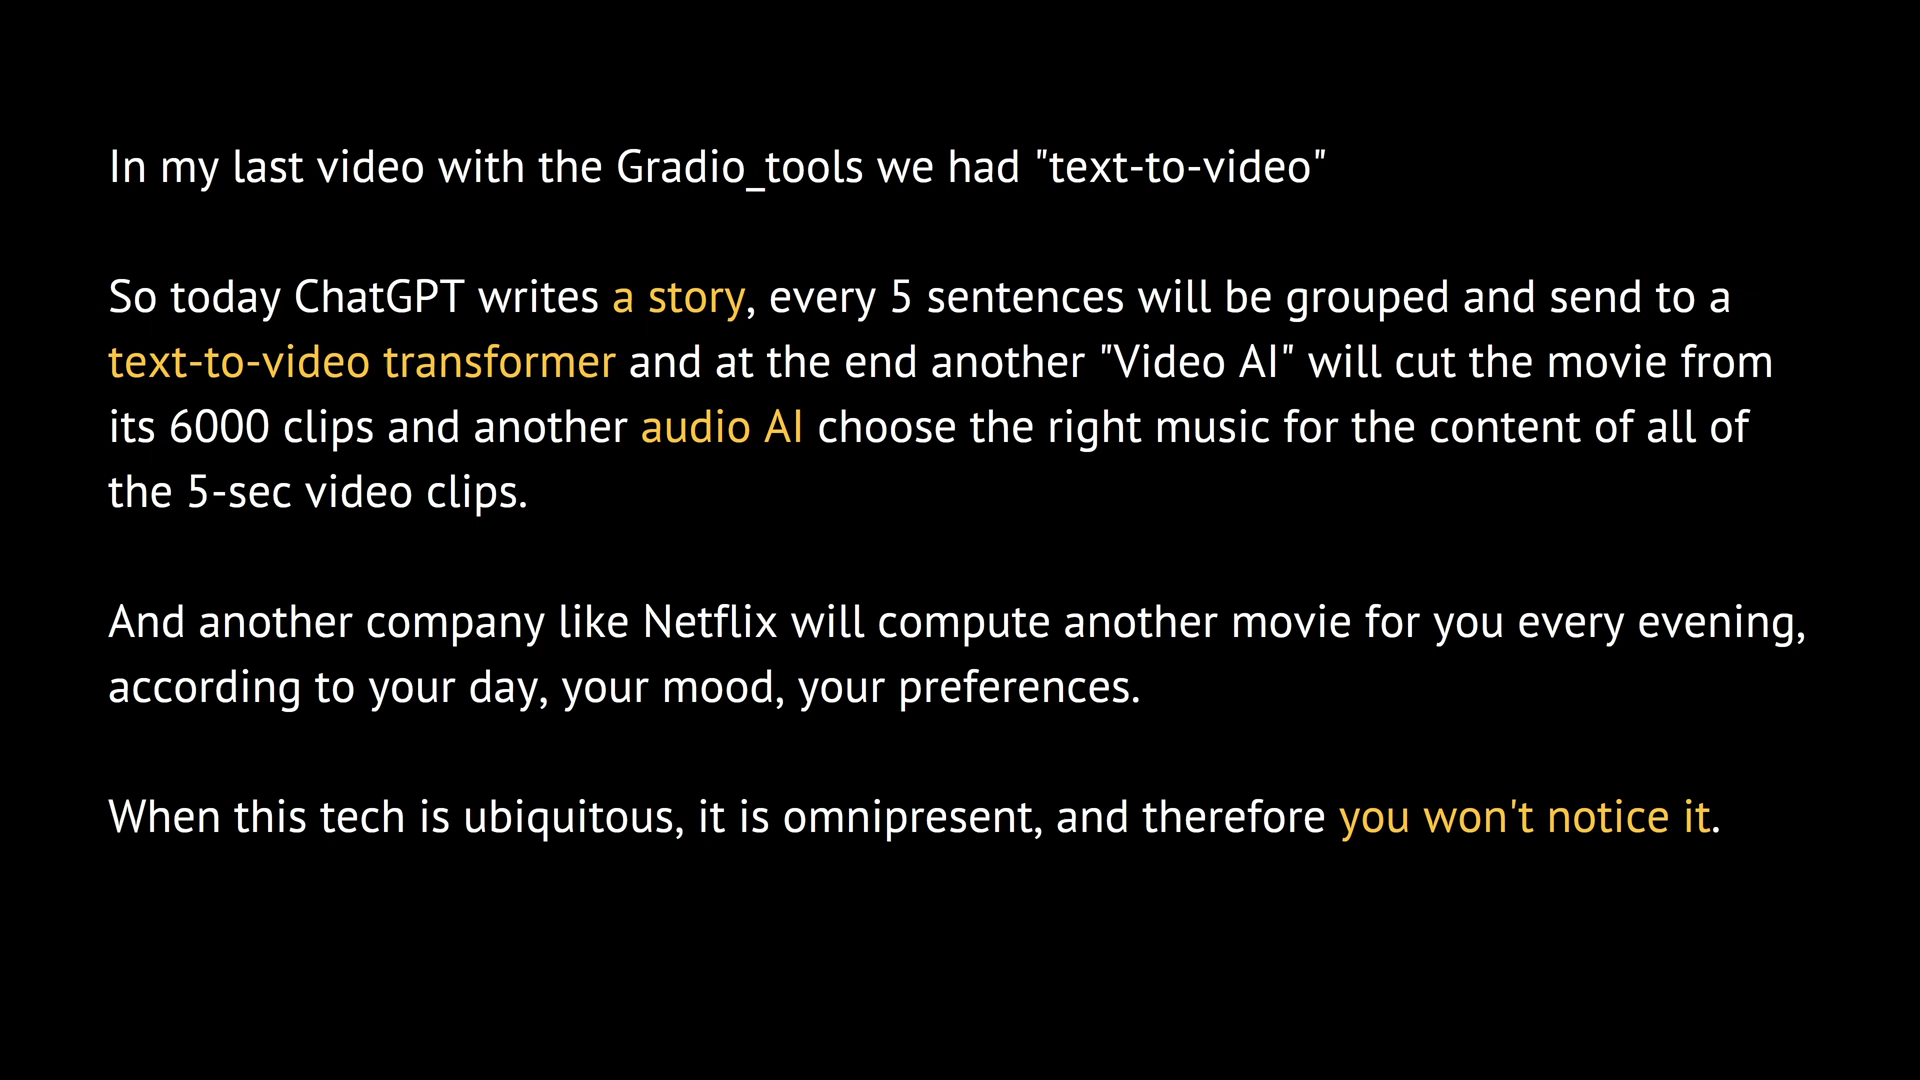 In my last video with the Gradio_tools we had "text-to-video"
So today ChatGPT writes a story, every 5 sentences will be grouped and send to a
text-to-video transformer and at the end another "Video AI" will cut the movie from
its 6000 clips and another audio AI choose the right music for the content of all of
the 5-sec video clips.
And another company like Netflix will compute another movie for you every evening,
according to your day, your mood, your preferences.
When this tech is ubiquitous, it is omnipresent, and therefore you won't notice it.